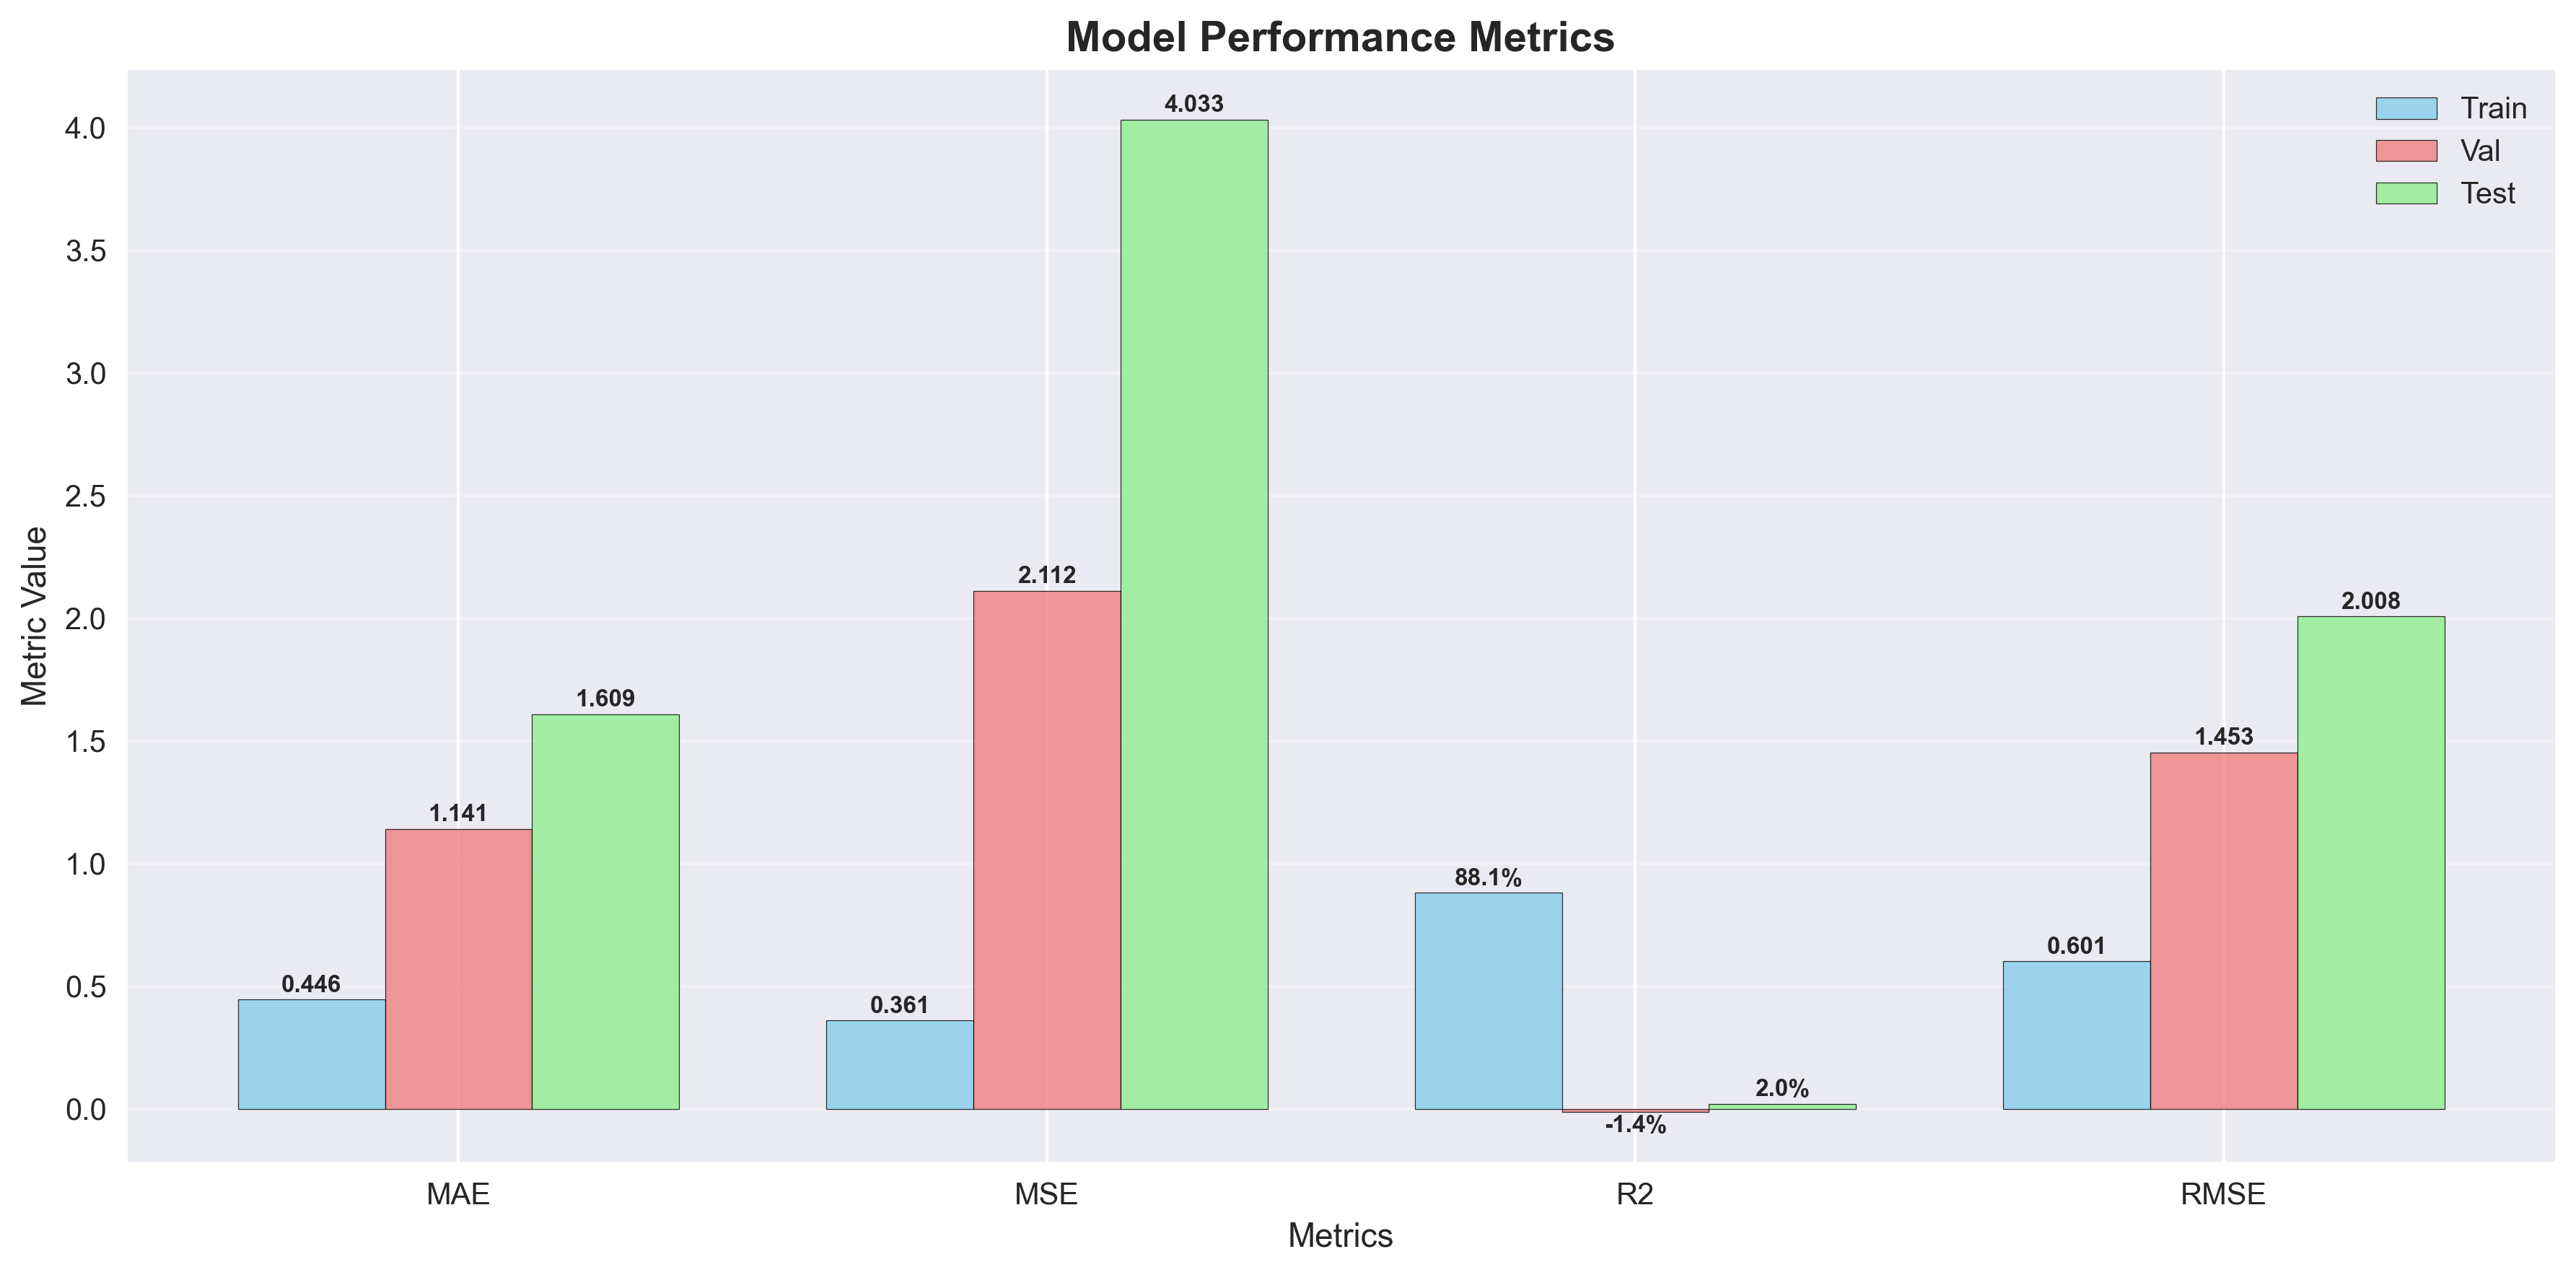 Model Performance Metrics
Train
Val
Test
Metric Value
4.0
3.5
3.0
2.5
2.0
1.5
1.0
0.5
0.0
0.446
1.141
1.609
0.361
2.112
4.033
88.1%
-1.4%
2.0%
0.601
1.453
2.008
MAE
MSE
R2
RMSE
Metrics